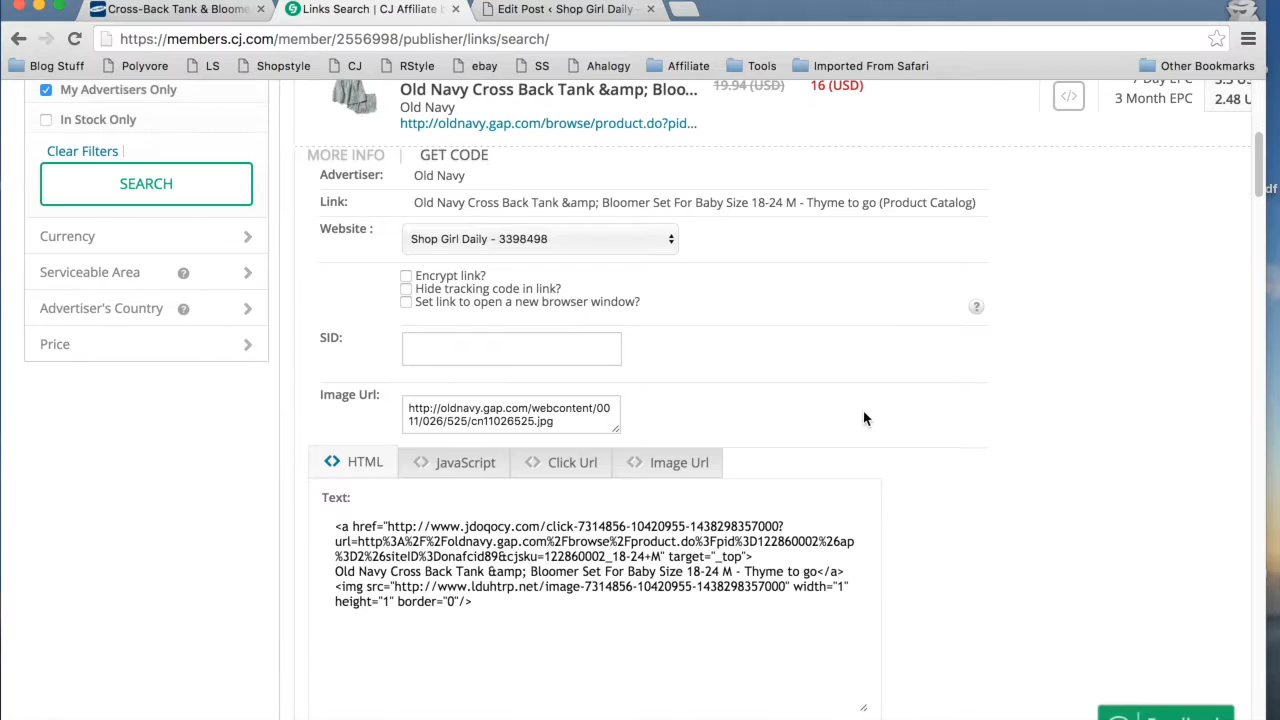 Cross-Back Tank & Bloome
Links Search | CJ Affiliate b
Edit Post ‹ Shop Girl Daily –
https://members.cj.com/member/2556998/publisher/links/search/
Blog Stuff
Polyvore
LS
Shopstyle
CJ
RStyle
ebay
SS
Ahalogy
Affiliate
Tools
Imported From Safari
Other Bookmarks
My Advertisers Only
In Stock Only
Clear Filters
SEARCH
Currency
Serviceable Area
Advertiser's Country
Price
Old Navy Cross Back Tank &amp; Bloo...
19.94 (USD)
16 (USD)
Old Navy
http://oldnavy.gap.com/browse/product.do?pid...
3 Month EPC
2.48 U
MORE INFO | GET CODE
Advertiser: Old Navy
Link: Old Navy Cross Back Tank &amp; Bloomer Set For Baby Size 18-24 M - Thyme to go (Product Catalog)
Website : Shop Girl Daily - 3398498
Encrypt link?
Hide tracking code in link?
Set link to open a new browser window?
SID:
Image Url: http://oldnavy.gap.com/webcontent/00
11/026/525/cn11026525.jpg
HTML
JavaScript
Click Url
Image Url
Text:
<a href="http://www.jdoqocy.com/click-7314856-10420955-1438298357000?
url=http%3A%2F%2Foldnavy.gap.com%2Fbrowse%2Fproduct.do%3Fpid%3D122860002%26ap
%3D2%26siteID%3Donafcid89&cjsku=122860002_18-24+M" target="_top">
Old Navy Cross Back Tank &amp; Bloomer Set For Baby Size 18-24 M - Thyme to go</a>
<img src="http://www.lduhtrp.net/image-7314856-10420955-1438298357000" width="1"
height="1" border="0"/>
df